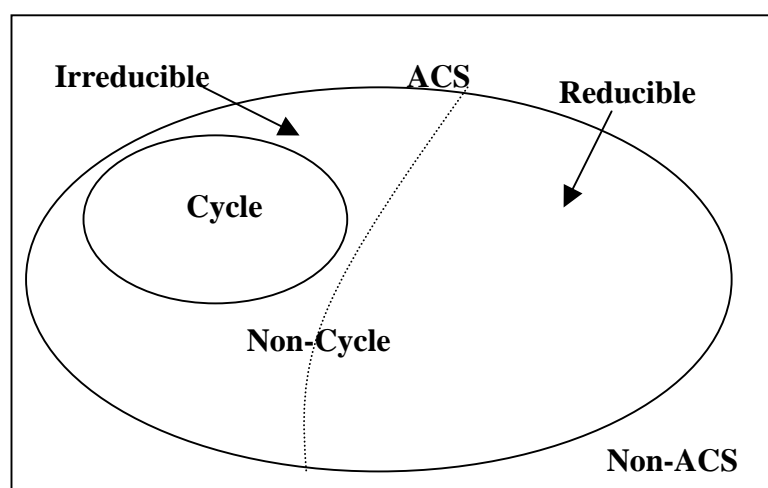 Irreducible
ACS
Reducible
Cycle
Non-Cycle
Non-ACS